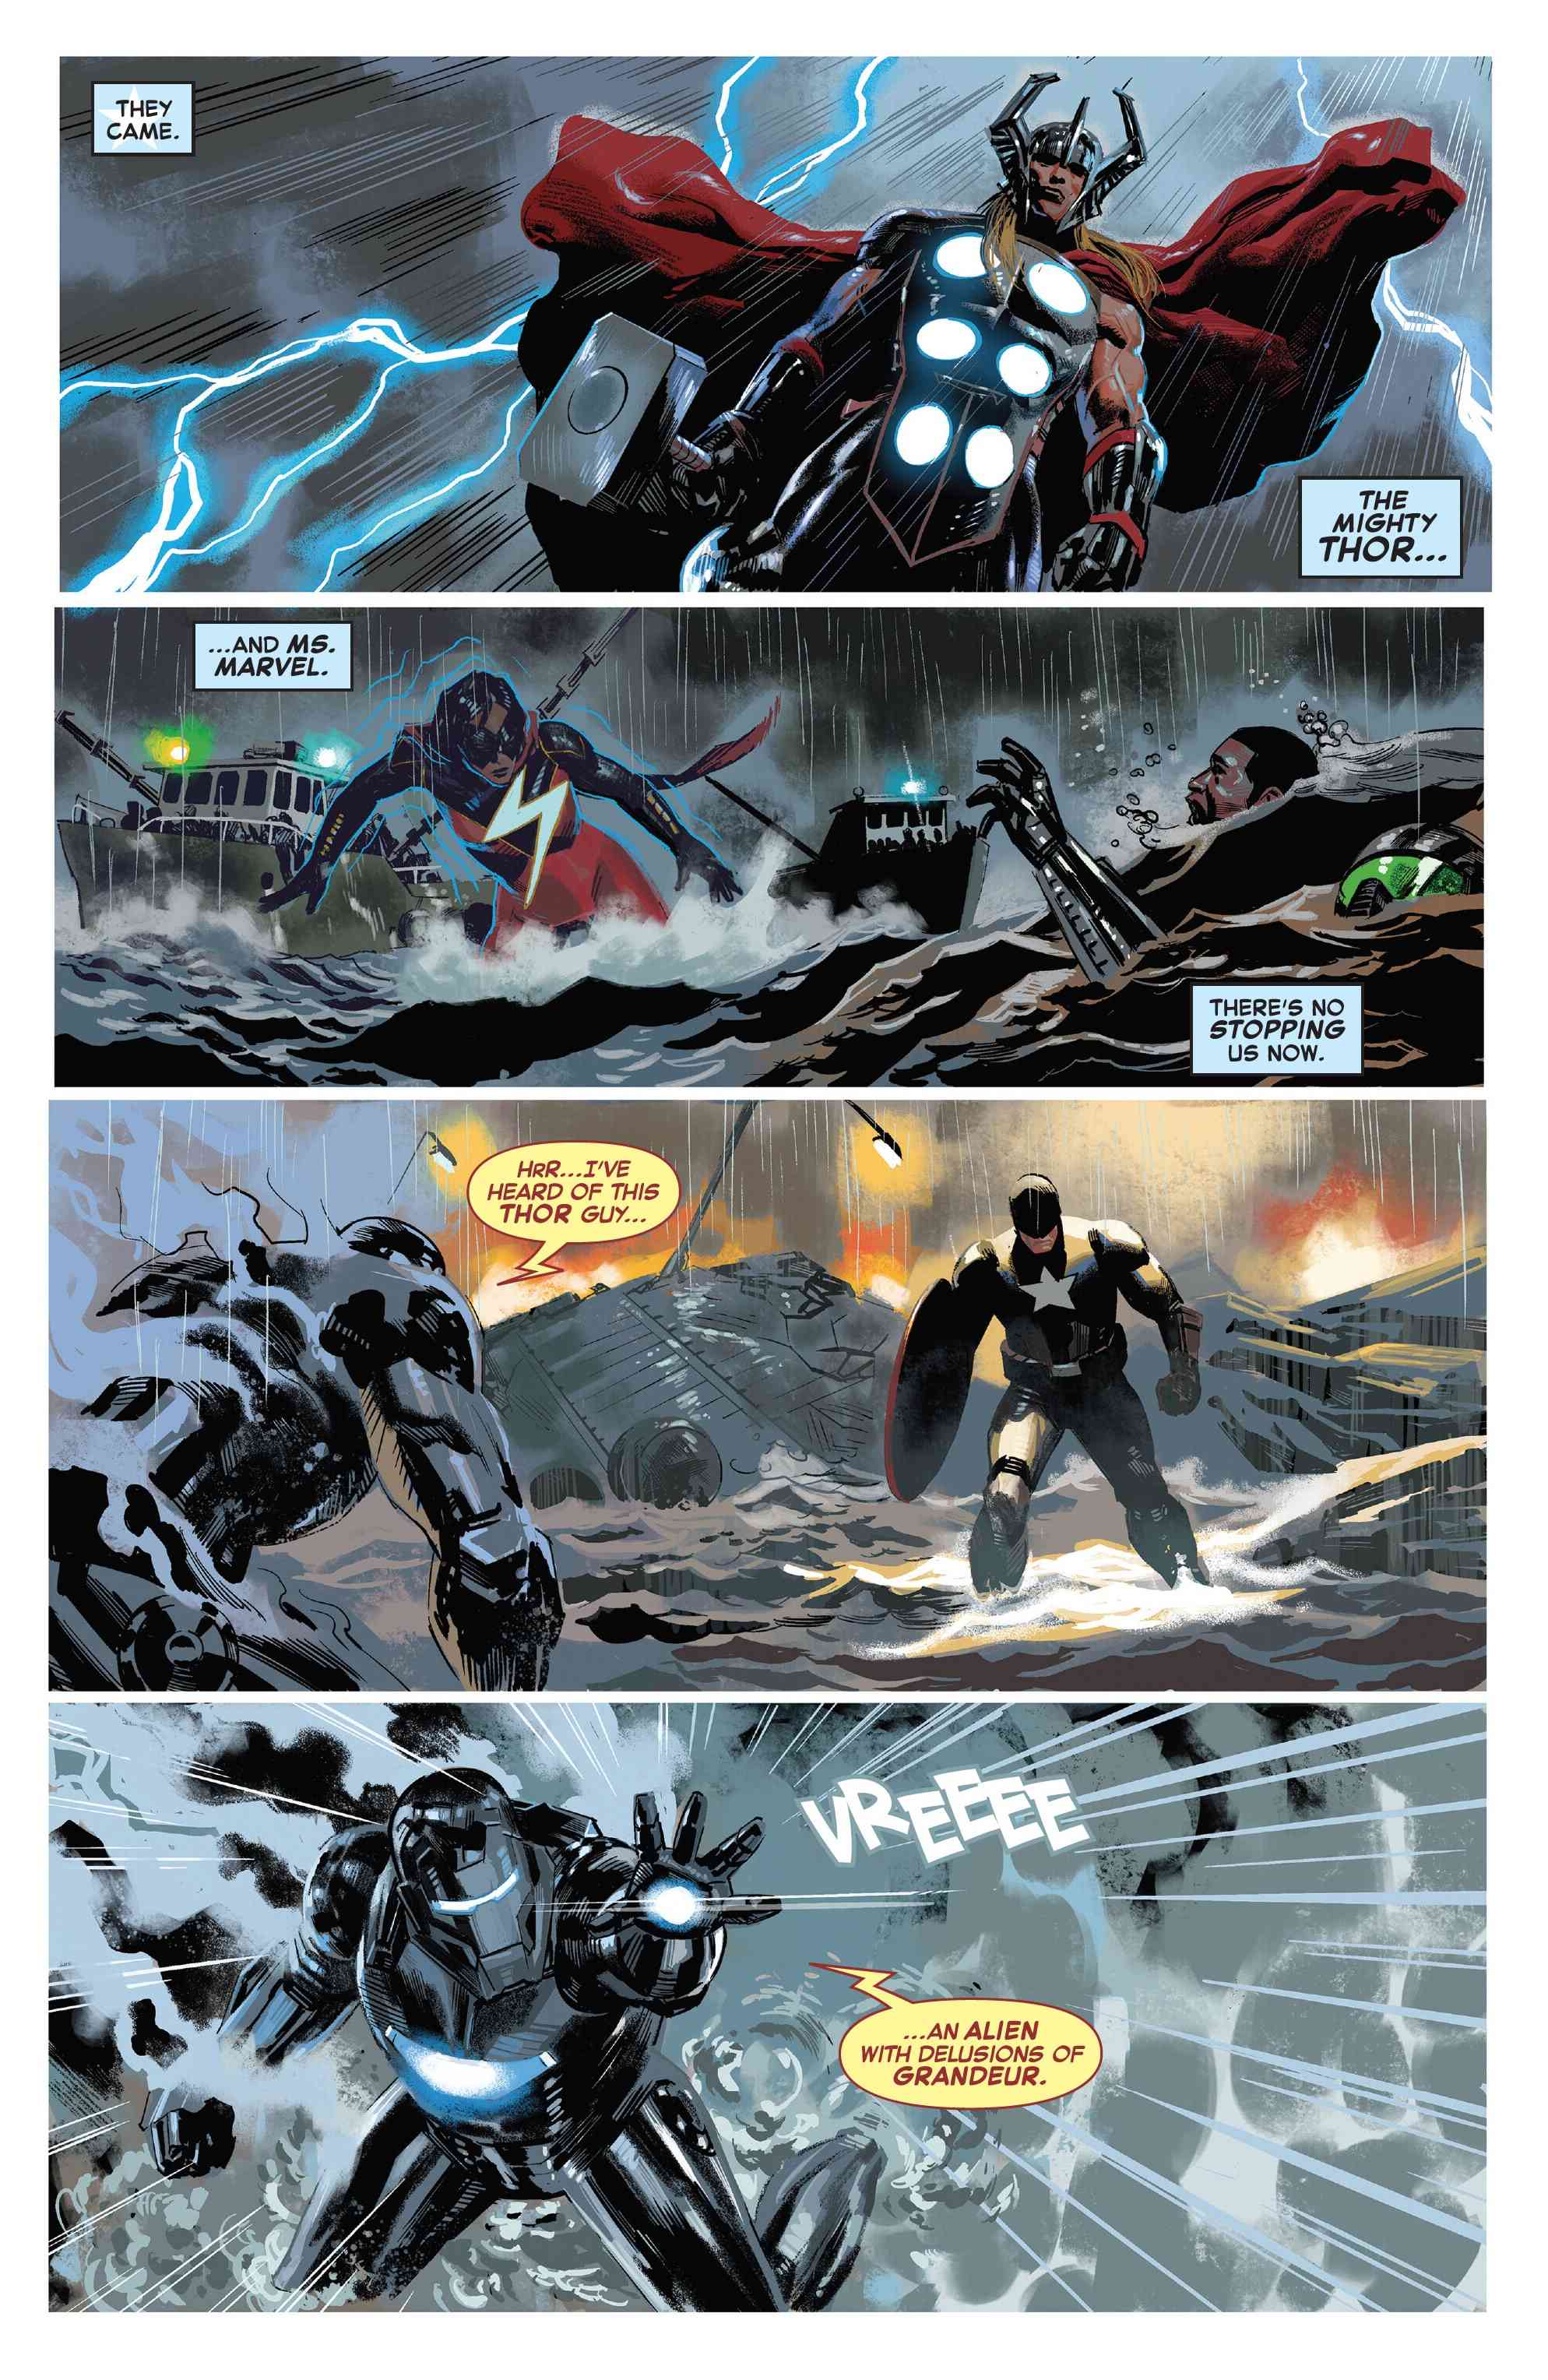 THEY
CAME.
THE
MIGHTY
THOR...
...AND MS.
MARVEL.
THERE'S NO
STOPPING
US NOW.
HRR...I'VE
HEARD OF THIS
THOR GUY...
VREEEE
...AN ALIEN
WITH DELUSIONS OF
GRANDEUR.